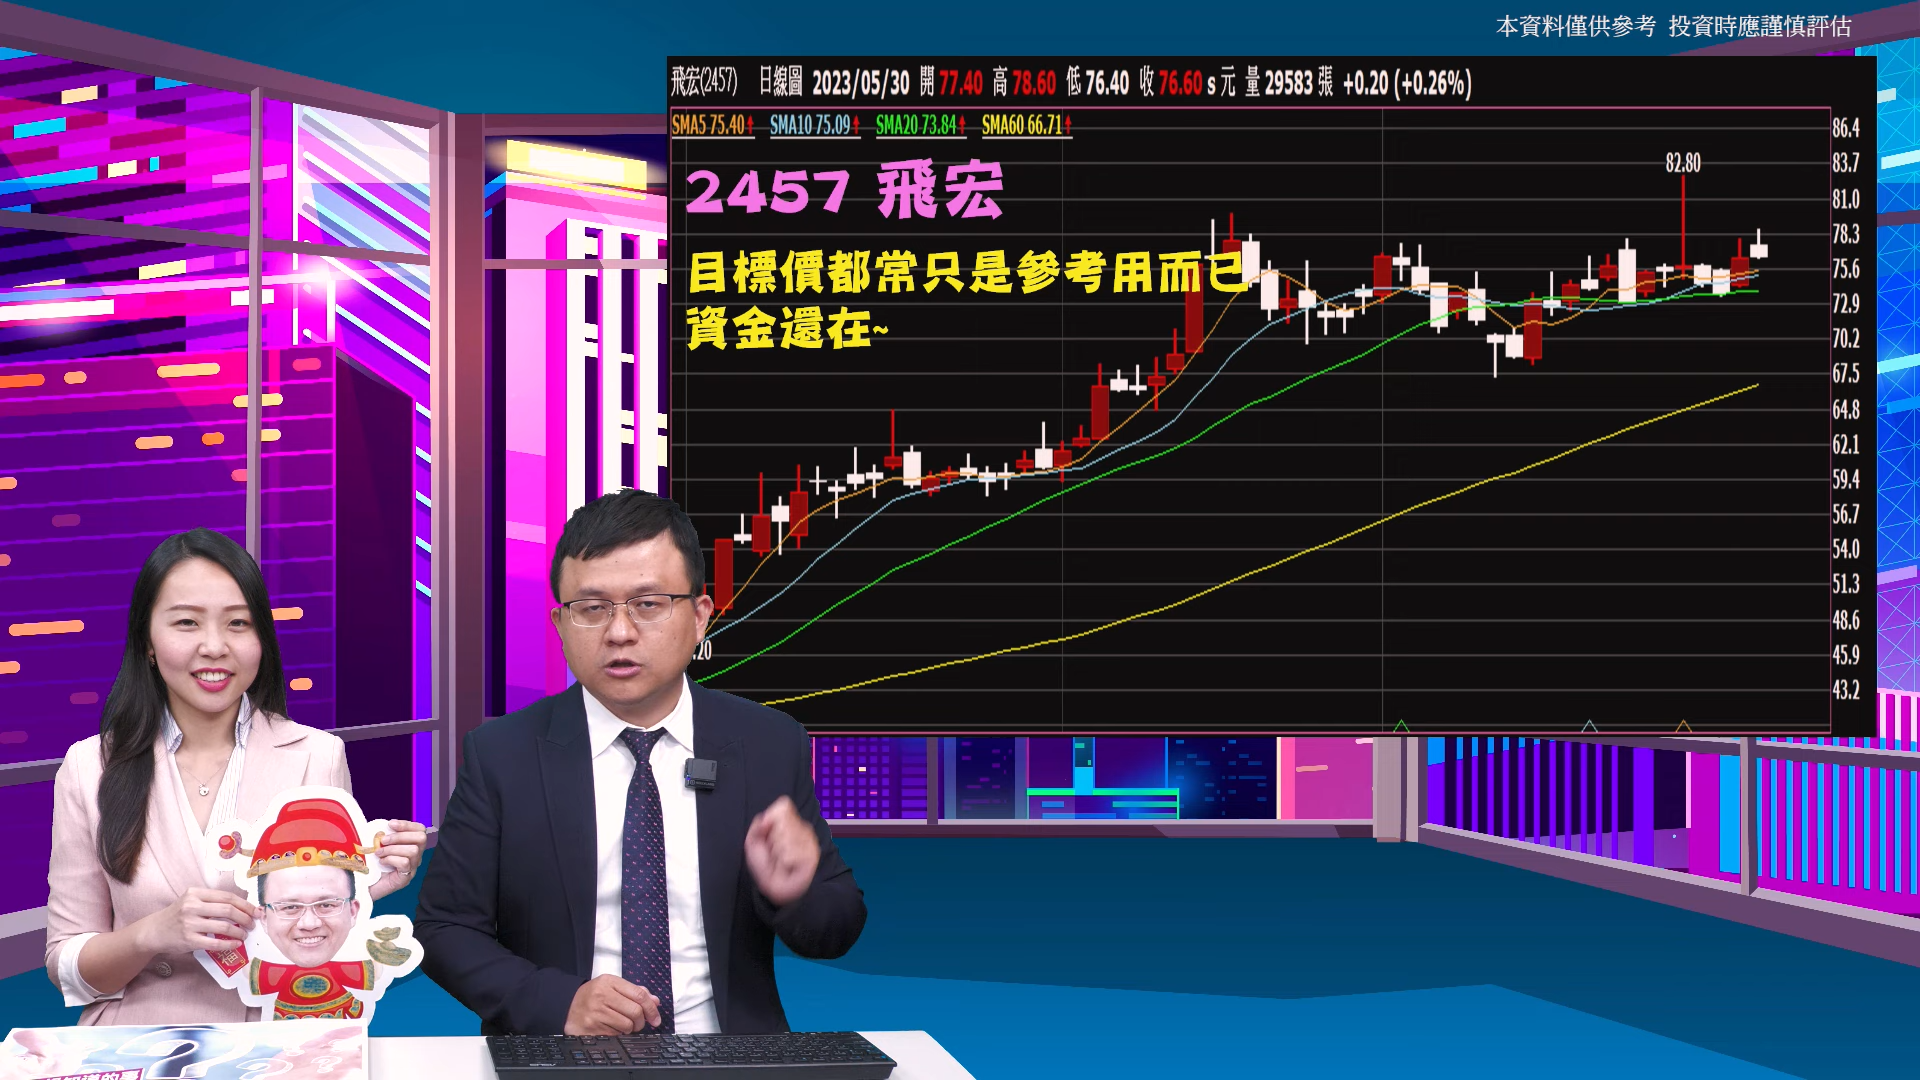 本資料僅供參考 投資時應謹慎評估
飛宏(2457) 日線圖 2023/05/30 開 77.40 高 78.60 低 76.40 收 76.60 s 元 量 29583 張 +0.20 (+0.26%)
SMA5 75.40↑ SMA10 75.09↑ SMA20 73.84↑ SMA60 66.71↑
2457 飛宏
目標價都常只是參考用而已
資金還在~
82.80
86.4
83.7
81.0
78.3
75.6
72.9
70.2
67.5
64.8
62.1
59.4
56.7
54.0
51.3
48.6
45.9
43.2
.20
福